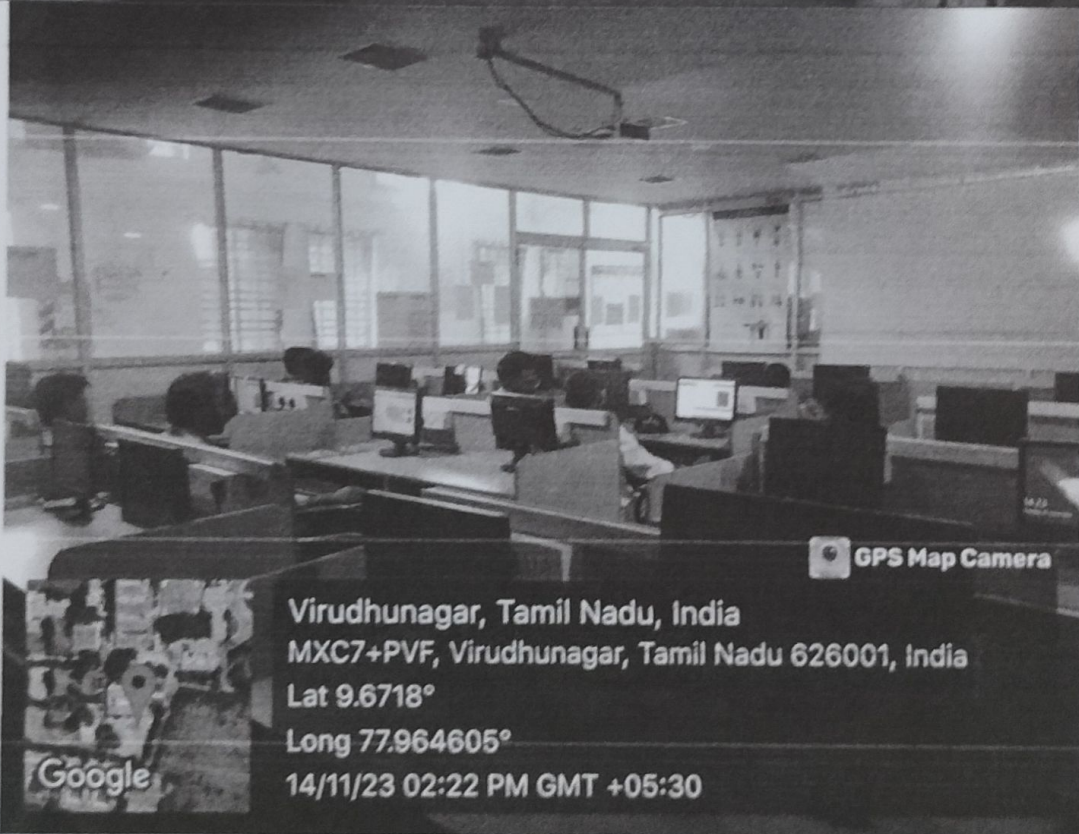 GPS Map Camera
Virudhunagar, Tamil Nadu, India
MXC7+PVF, Virudhunagar, Tamil Nadu 626001, India
Lat 9.6718°
Long 77.964605°
14/11/23 02:22 PM GMT +05:30
Google